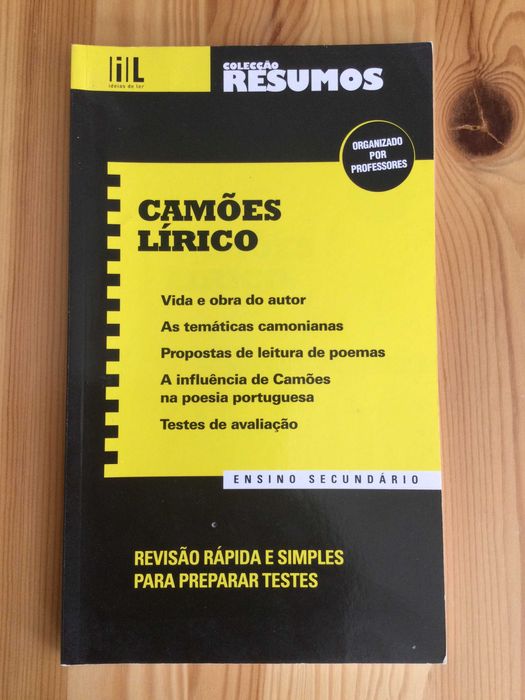 iiL
ideias de ler
COLECÇÃO
RESUMOS
ORGANIZADO
POR
PROFESSORES
CAMÕES
LÍRICO
Vida e obra do autor
As temáticas camonianas
Propostas de leitura de poemas
A influência de Camões
na poesia portuguesa
Testes de avaliação
ENSINO SECUNDÁRIO
REVISÃO RÁPIDA E SIMPLES
PARA PREPARAR TESTES